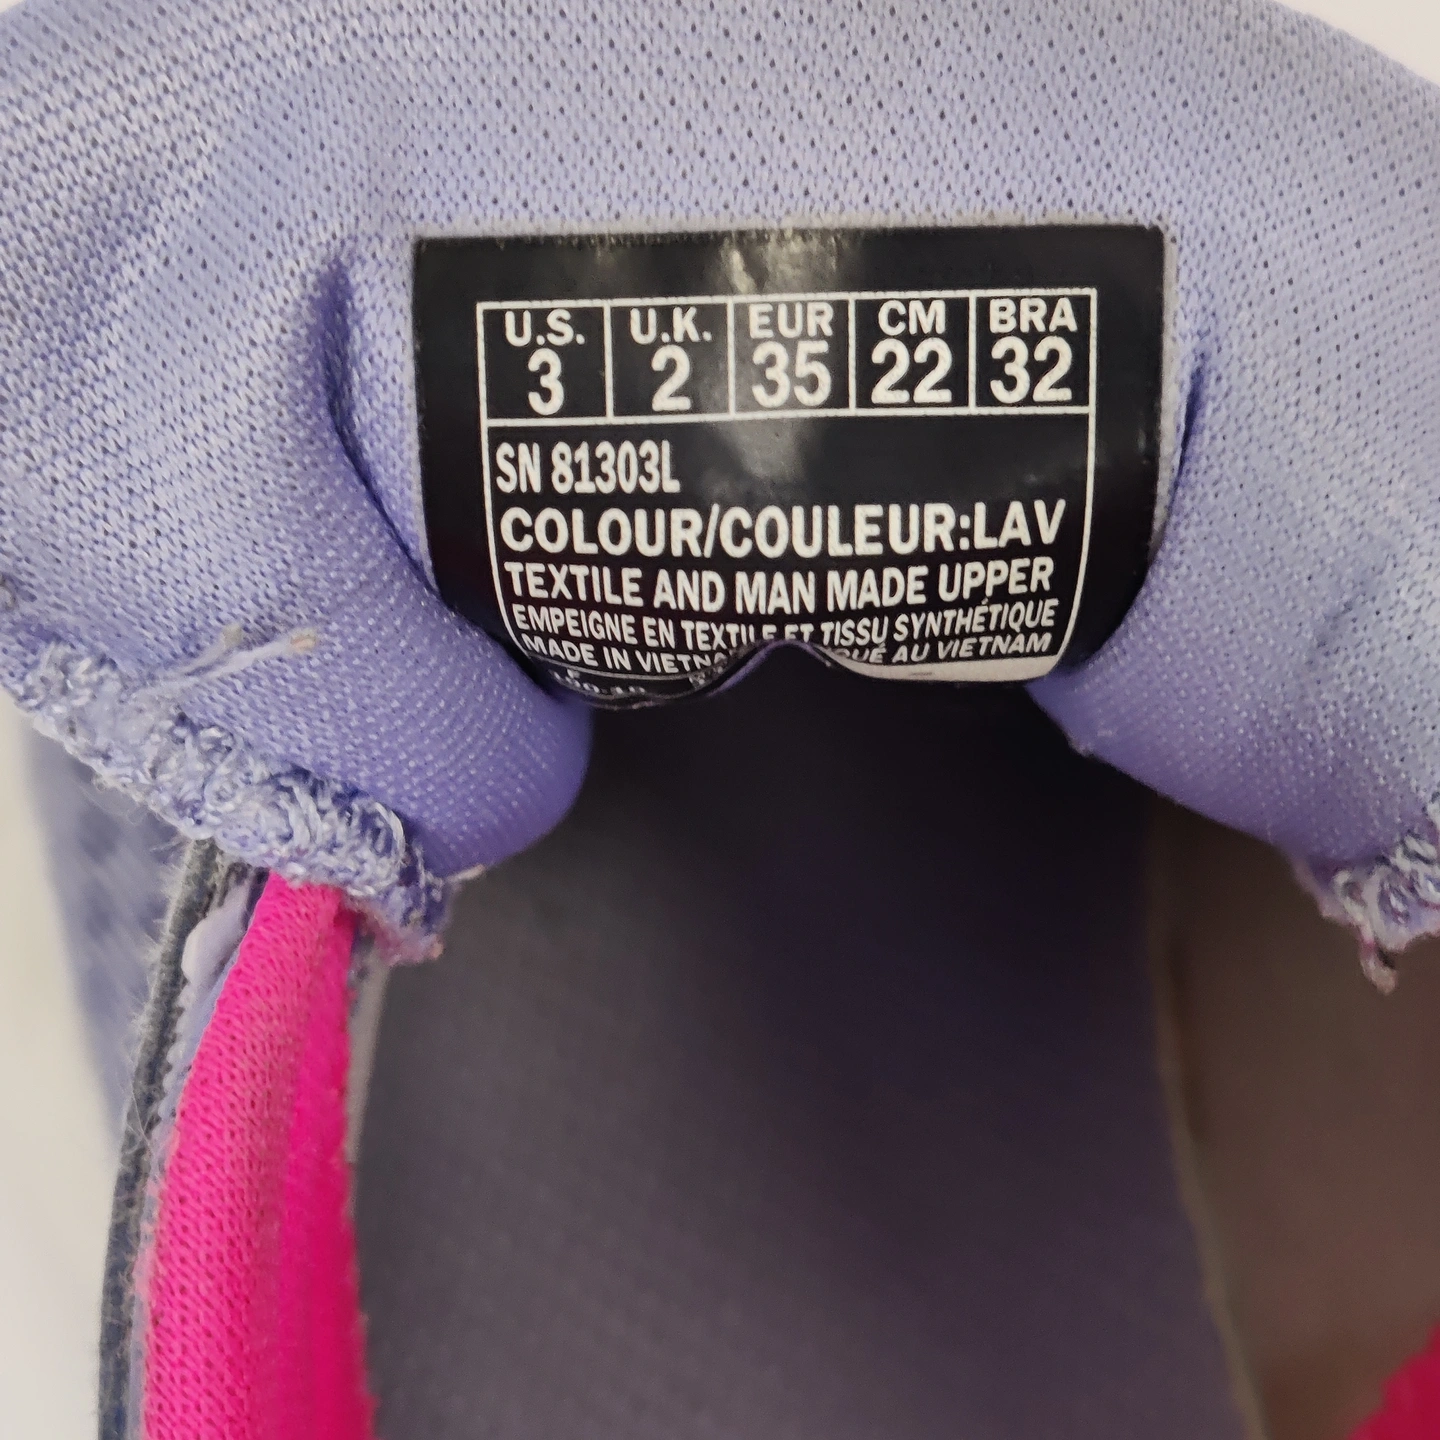 U.S. U.K. EUR CM BRA
3 2 35 22 32
SN 81303L
COLOUR/COULEUR:LAV
TEXTILE AND MAN MADE UPPER
EMPEIGNE EN TEXTILE ET TISSU SYNTHÉTIQUE
MADE IN AU VIETNAM